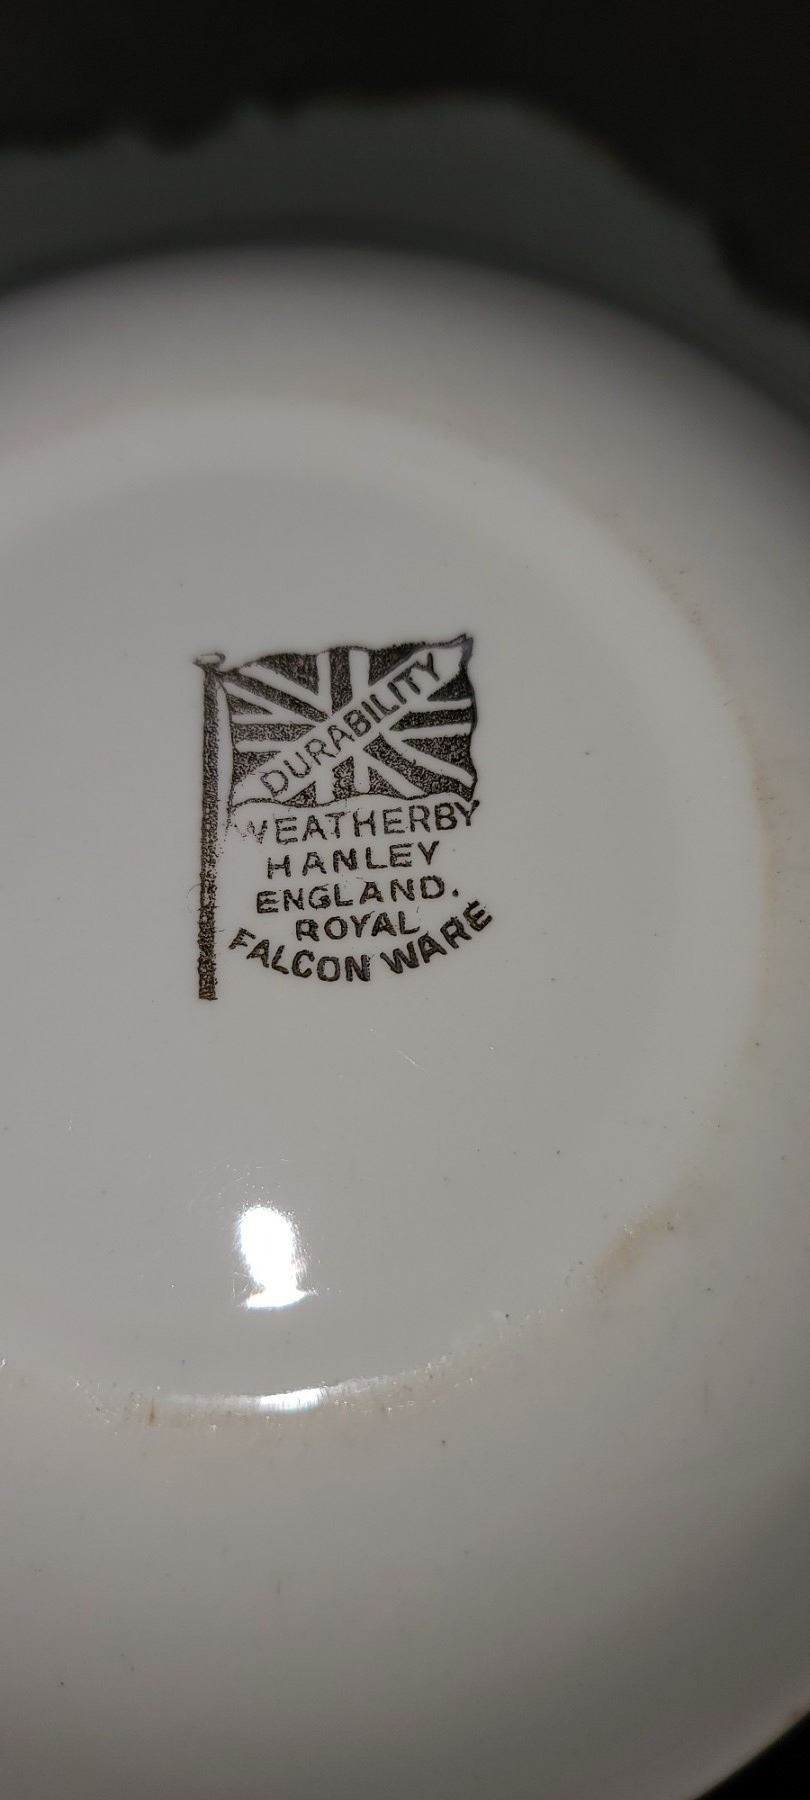 DURABILITY
WEATHERBY
HANLEY
ENGLAND.
ROYAL
FALCON WARE